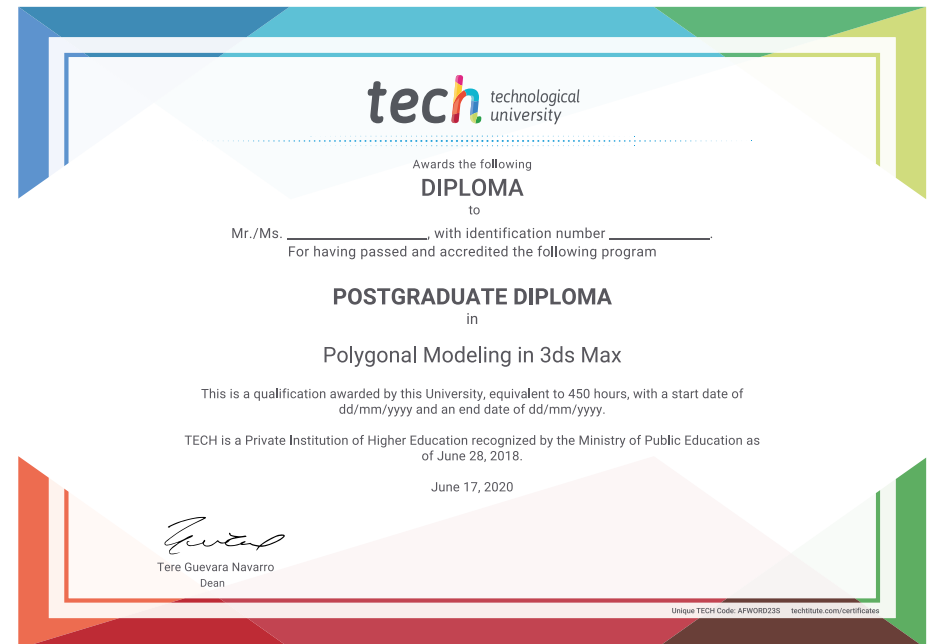 tech technological
university
Awards the following
DIPLOMA
to
Mr./Ms. ____________________, with identification number ______________.
For having passed and accredited the following program
POSTGRADUATE DIPLOMA
in
Polygonal Modeling in 3ds Max
This is a qualification awarded by this University, equivalent to 450 hours, with a start date of
dd/mm/yyyy and an end date of dd/mm/yyyy.
TECH is a Private Institution of Higher Education recognized by the Ministry of Public Education as
of June 28, 2018.
June 17, 2020
Tere Guevara Navarro
Dean
Unique TECH Code: AFWORD23S techtitute.com/certificates